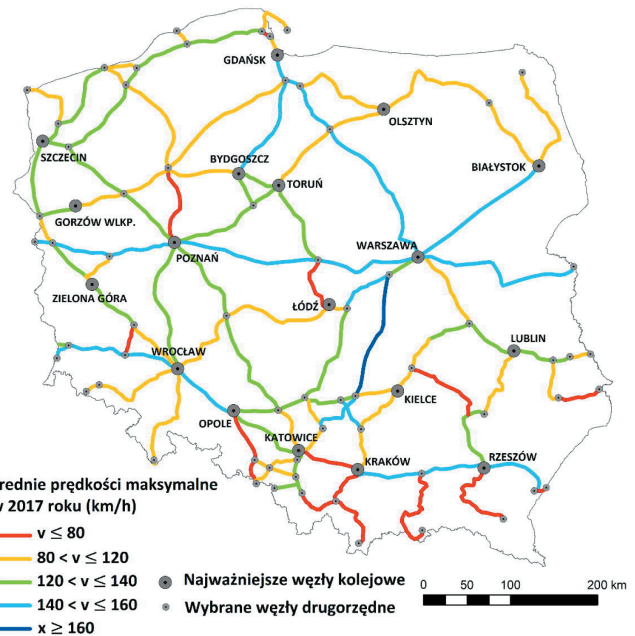 GDAŃSK
OLSZTYN
SZCZECIN
BYDGOSZCZ
BIAŁYSTOK
TORUŃ
GORZÓW WLKP.
POZNAŃ
WARSZAWA
ZIELONA GÓRA
ŁÓDŹ
WROCŁAW
LUBLIN
KIELCE
OPOLE
KATOWICE
KRAKÓW
RZESZÓW
rednie prędkości maksymalne
v 2017 roku (km/h)
v ≤ 80
80 < v ≤ 120
120 < v ≤ 140
140 < v ≤ 160
x ≥ 160
Najważniejsze węzły kolejowe
Wybrane węzły drugorzędne
0 50 100 200 km